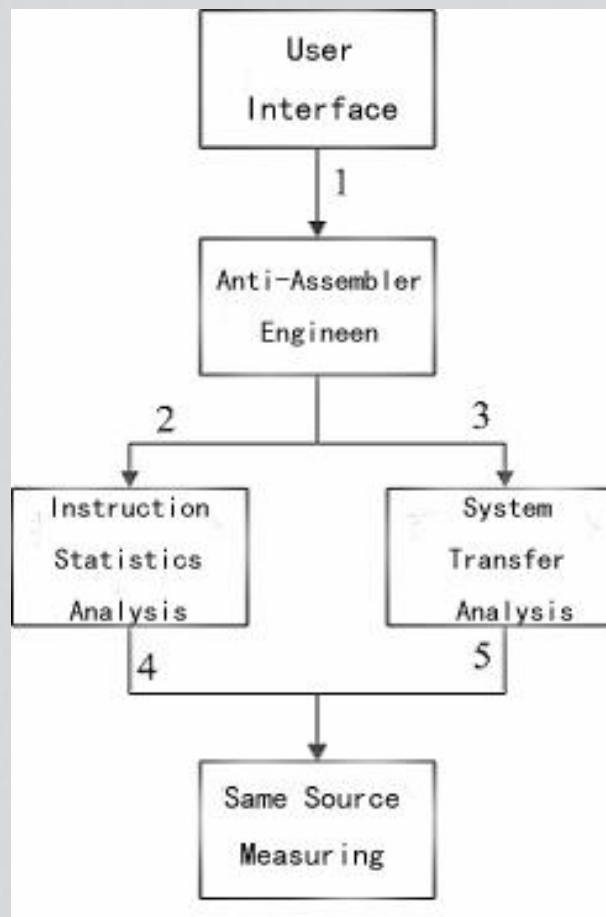 User
Interface
1
Anti-Assembler
Engineen
2
3
Instruction
Statistics
Analysis
System
Transfer
Analysis
4
5
Same Source
Measuring